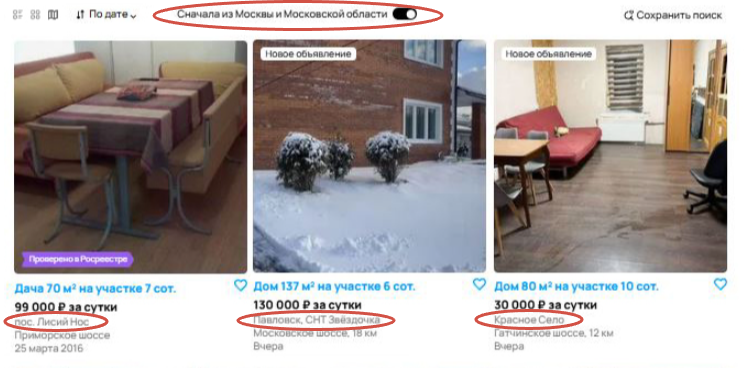 По дате
Сначала из Москвы и Московской области
Сохранить поиск
Новое объявление
Новое объявление
Проверено в Росреестре
Дача 70 м² на участке 7 сот.
99 000 ₽ за сутки
пос. Лисий Нос
Приморское шоссе
25 марта 2016
Дом 137 м² на участке 6 сот.
130 000 ₽ за сутки
Павловск, СНТ Звёздочка
Московское шоссе, 18 км
Вчера
Дом 80 м² на участке 10 сот.
30 000 ₽ за сутки
Красное Село
Гатчинское шоссе, 12 км
Вчера